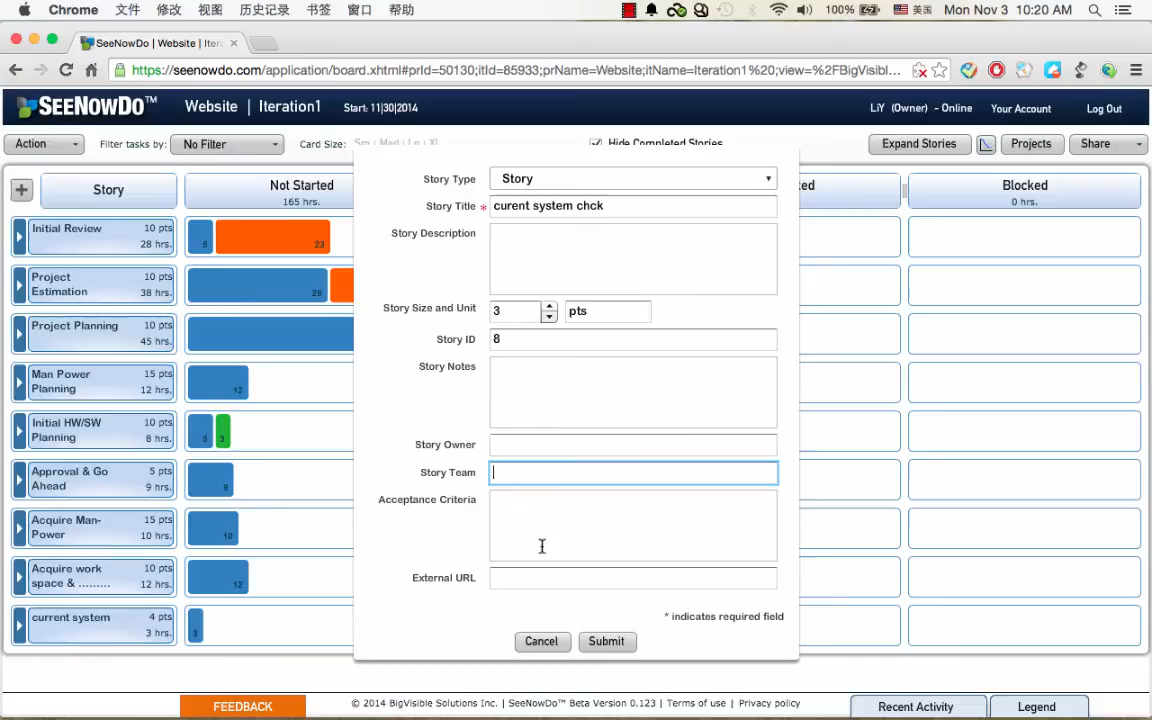 Chrome 文件 修改 视图 历史记录 书签 窗口 帮助 100% 美国 Mon Nov 3 10:20 AM
SeeNowDo | Website | Iter
https://seenowdo.com/application/board.xhtml#prId=50130;itId=85933;prName=Website;itName=Iteration1%20;view=%2FBigVisibl...
SEENOWDO™ Website | Iteration1 Start: 11/30/2014 LiY (Owner) - Online Your Account Log Out
Action Filter tasks by: No Filter Card Size: Sm | Med | Lg | XL Hide Completed Stories Expand Stories Projects Share
Story
Not Started
165 hrs.
ed
Blocked
0 hrs.
Initial Review 10 pts
28 hrs.
5 23
Project Estimation 10 pts
38 hrs.
26
Project Planning 10 pts
45 hrs.
Man Power Planning 15 pts
12 hrs.
12
Initial HW/SW Planning 10 pts
8 hrs.
5 3
Approval & Go Ahead 5 pts
9 hrs.
9
Acquire Man-Power 15 pts
10 hrs.
10
Acquire work space & ......... 10 pts
12 hrs.
12
current system 4 pts
3 hrs.
3
Story Type Story
Story Title * curent system chck
Story Description
Story Size and Unit 3 pts
Story ID 8
Story Notes
Story Owner
Story Team
Acceptance Criteria
External URL
* indicates required field
Cancel Submit
FEEDBACK
© 2014 BigVisible Solutions Inc. | SeeNowDo™ Beta Version 0.123 | Terms of use | Privacy policy
Recent Activity Legend